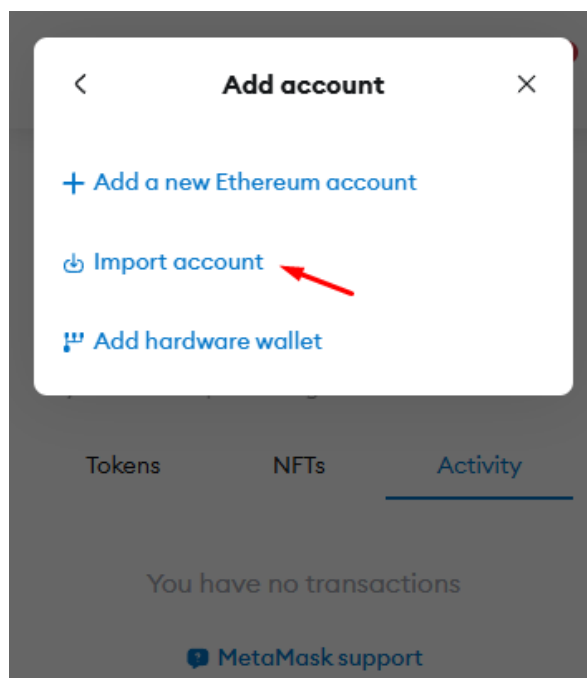 Add account
Add a new Ethereum account
Import account
Add hardware wallet
Tokens NFTs Activity
You have no transactions
MetaMask support